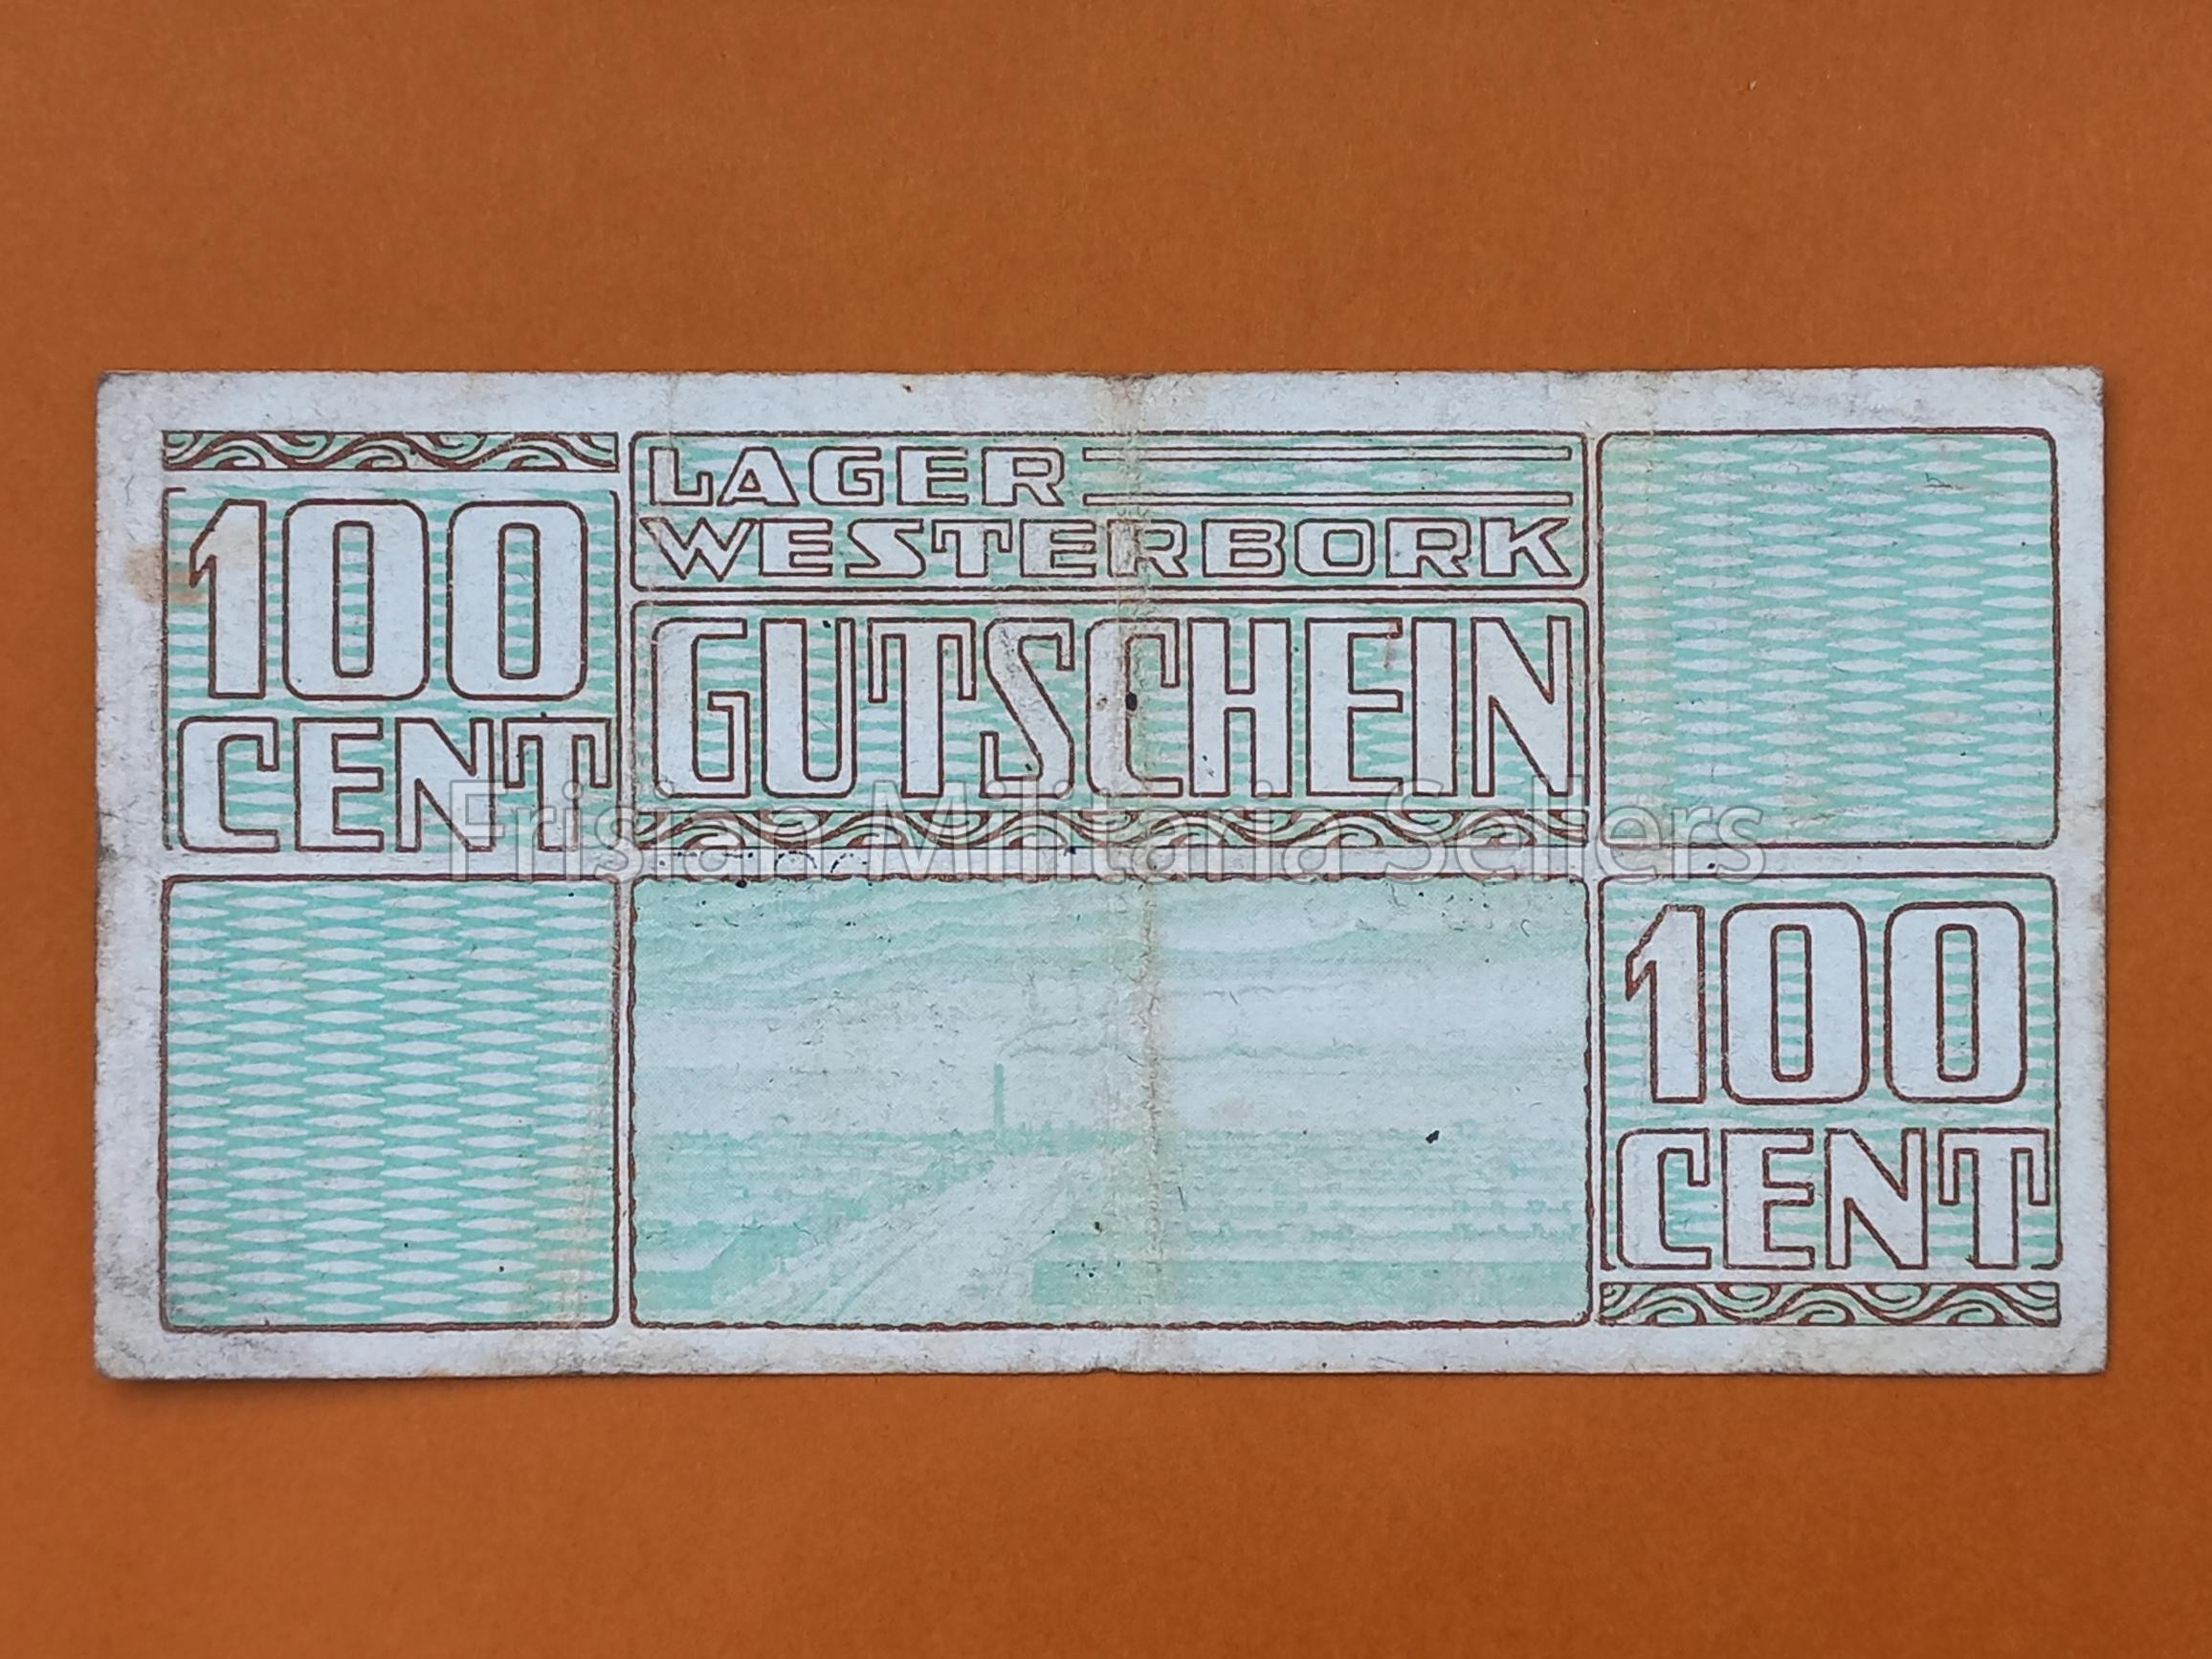 100
CENT
LAGER
WESTERBORK
GUTSCHEIN
Frisian Militaria Sellers
100
CENT